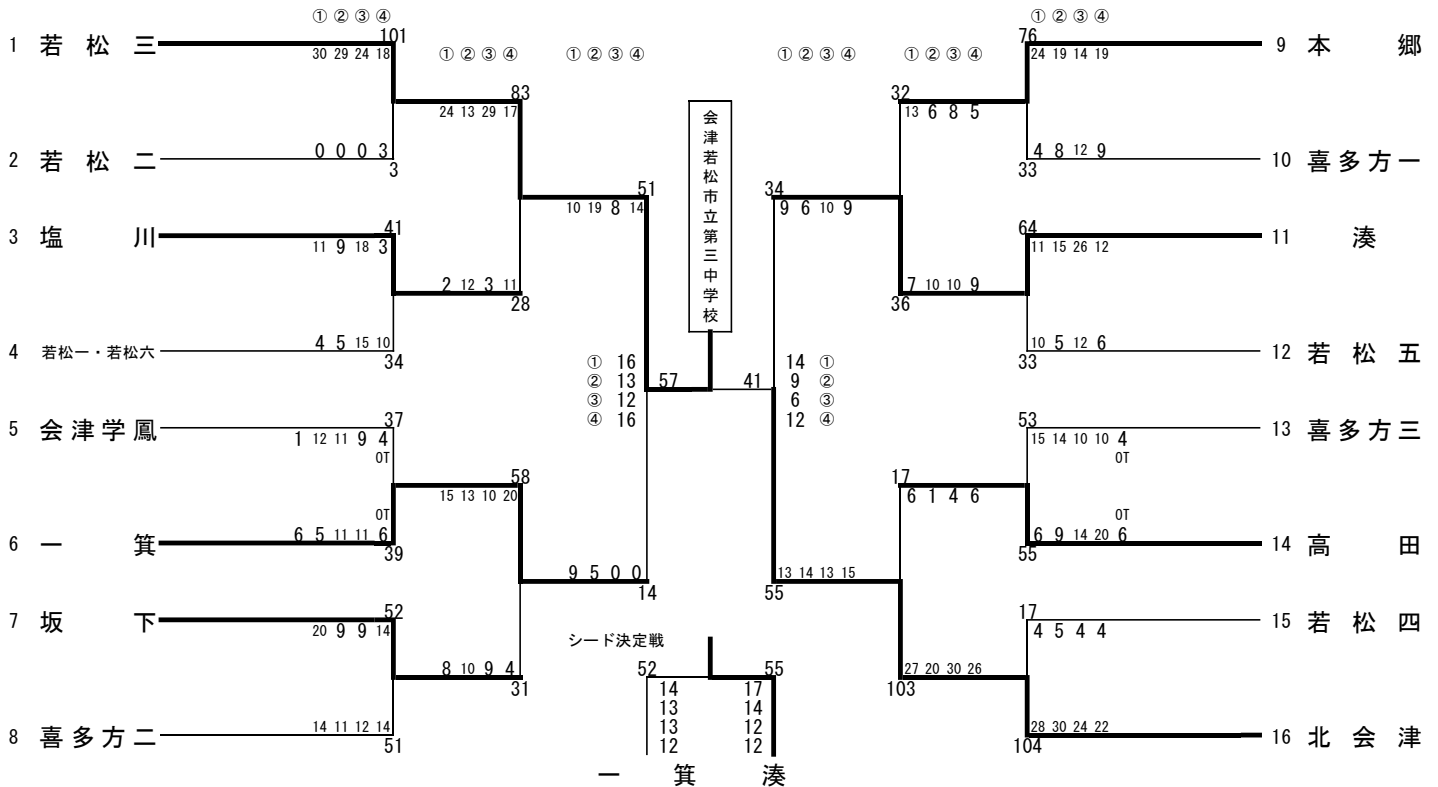 ① ② ③ ④
① ② ③ ④
101
76
1 若松三
30 29 24 18
24 19 14 19
9 本郷
① ② ③ ④
① ② ③ ④
① ② ③ ④
① ② ③ ④
83
32
24 13 29 17
13 6 8 5
会津若松市立第三中学校
2 若松二
0 0 0 3
3
4 8 12 9
33
10 喜多方一
51
34
10 19 8 14
9 6 10 9
41
64
3 塩川
11 9 18 3
11 15 26 12
11 湊
2 12 3 11
28
7 10 10 9
36
4 若松一・若松六
4 5 15 10
34
10 5 12 6
33
12 若松五
① 16
14 ①
② 13
57
41
9 ②
③ 12
6 ③
④ 16
12 ④
37
53
5 会津学鳳
1 12 11 9 4
OT
15 14 10 10 4
OT
13 喜多方三
58
17
15 13 10 20
6 1 4 6
OT
OT
6 一箕
6 5 11 11 6
39
6 9 14 20 6
55
14 高田
9 5 0 0
14
13 14 13 15
55
52
17
7 坂下
20 9 9 14
4 5 4 4
15 若松四
シード決定戦
8 10 9 4
31
52
55
27 20 30 26
103
14 17
13 14
13 12
12 12
8 喜多方二
14 11 12 14
51
28 30 24 22
104
16 北会津
一箕 湊